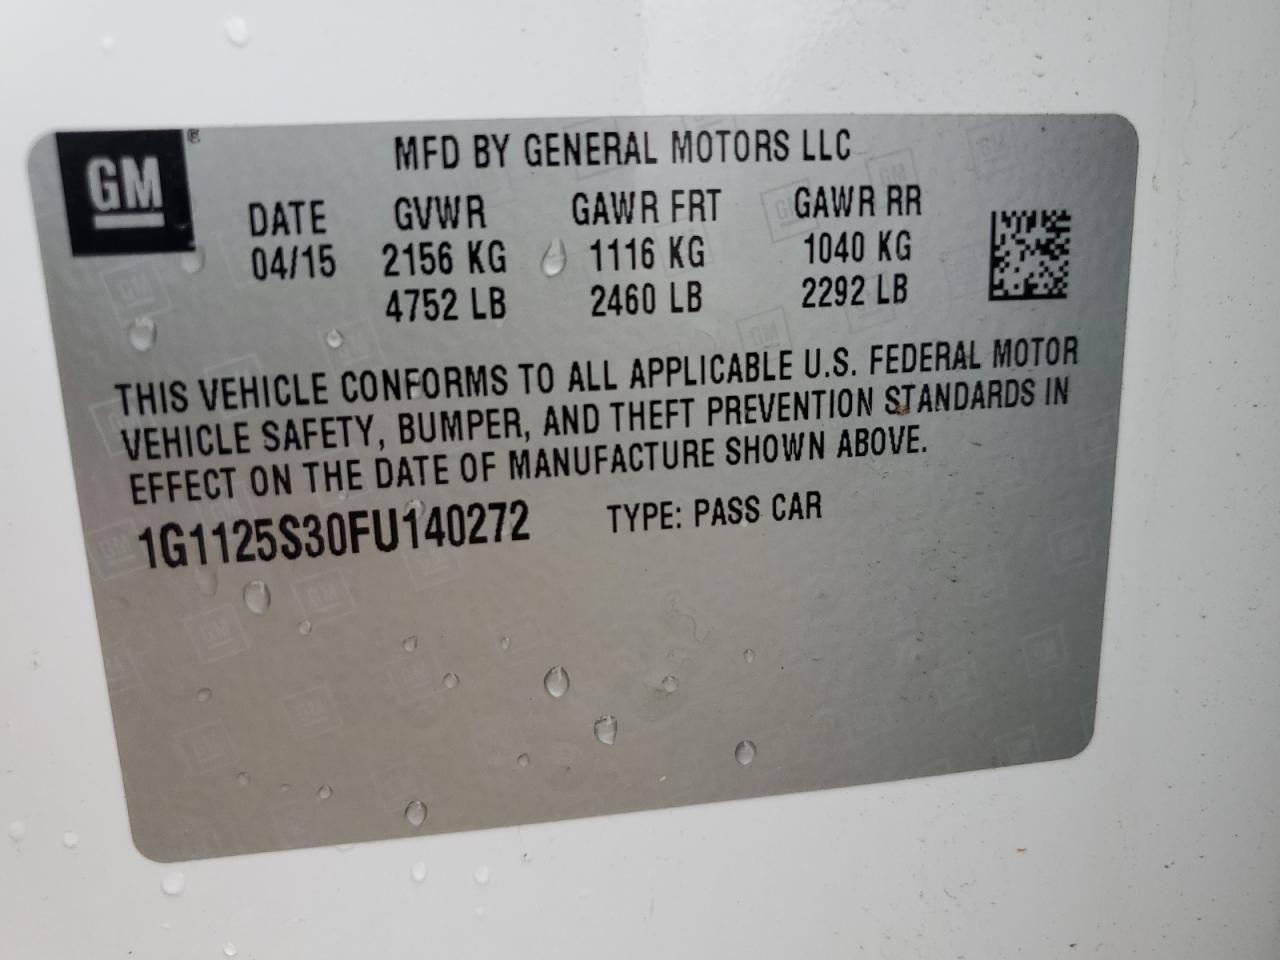 GM®
MFD BY GENERAL MOTORS LLC
DATE GVWR GAWR FRT GAWR RR
04/15 2156 KG 1116 KG 1040 KG
4752 LB 2460 LB 2292 LB
THIS VEHICLE CONFORMS TO ALL APPLICABLE U.S. FEDERAL MOTOR
VEHICLE SAFETY, BUMPER, AND THEFT PREVENTION STANDARDS IN
EFFECT ON THE DATE OF MANUFACTURE SHOWN ABOVE.
1G1125S30FU140272 TYPE: PASS CAR